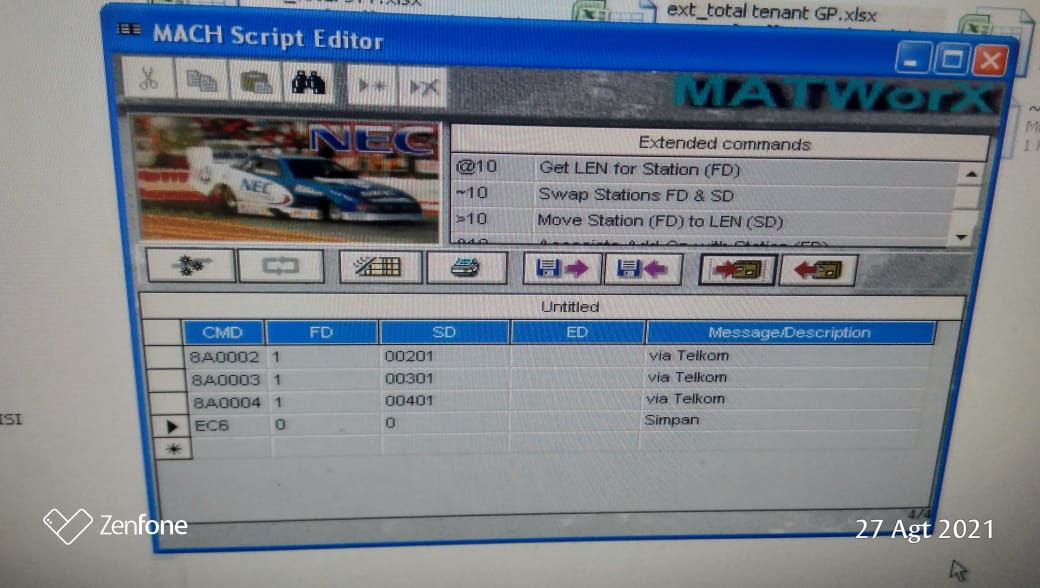 ext_total tenant GP.xlsx
MACH Script Editor
MATWorX
NEC
NEC
Extended commands
@10 Get LEN for Station (FD)
~10 Swap Stations FD & SD
>10 Move Station (FD) to LEN (SD)
Untitled
CMD FD SD ED Message/Description
8A0002 1 00201 via Telkom
8A0003 1 00301 via Telkom
8A0004 1 00401 via Telkom
EC6 0 0 Simpan
ISI
4/4
Zenfone
27 Agt 2021